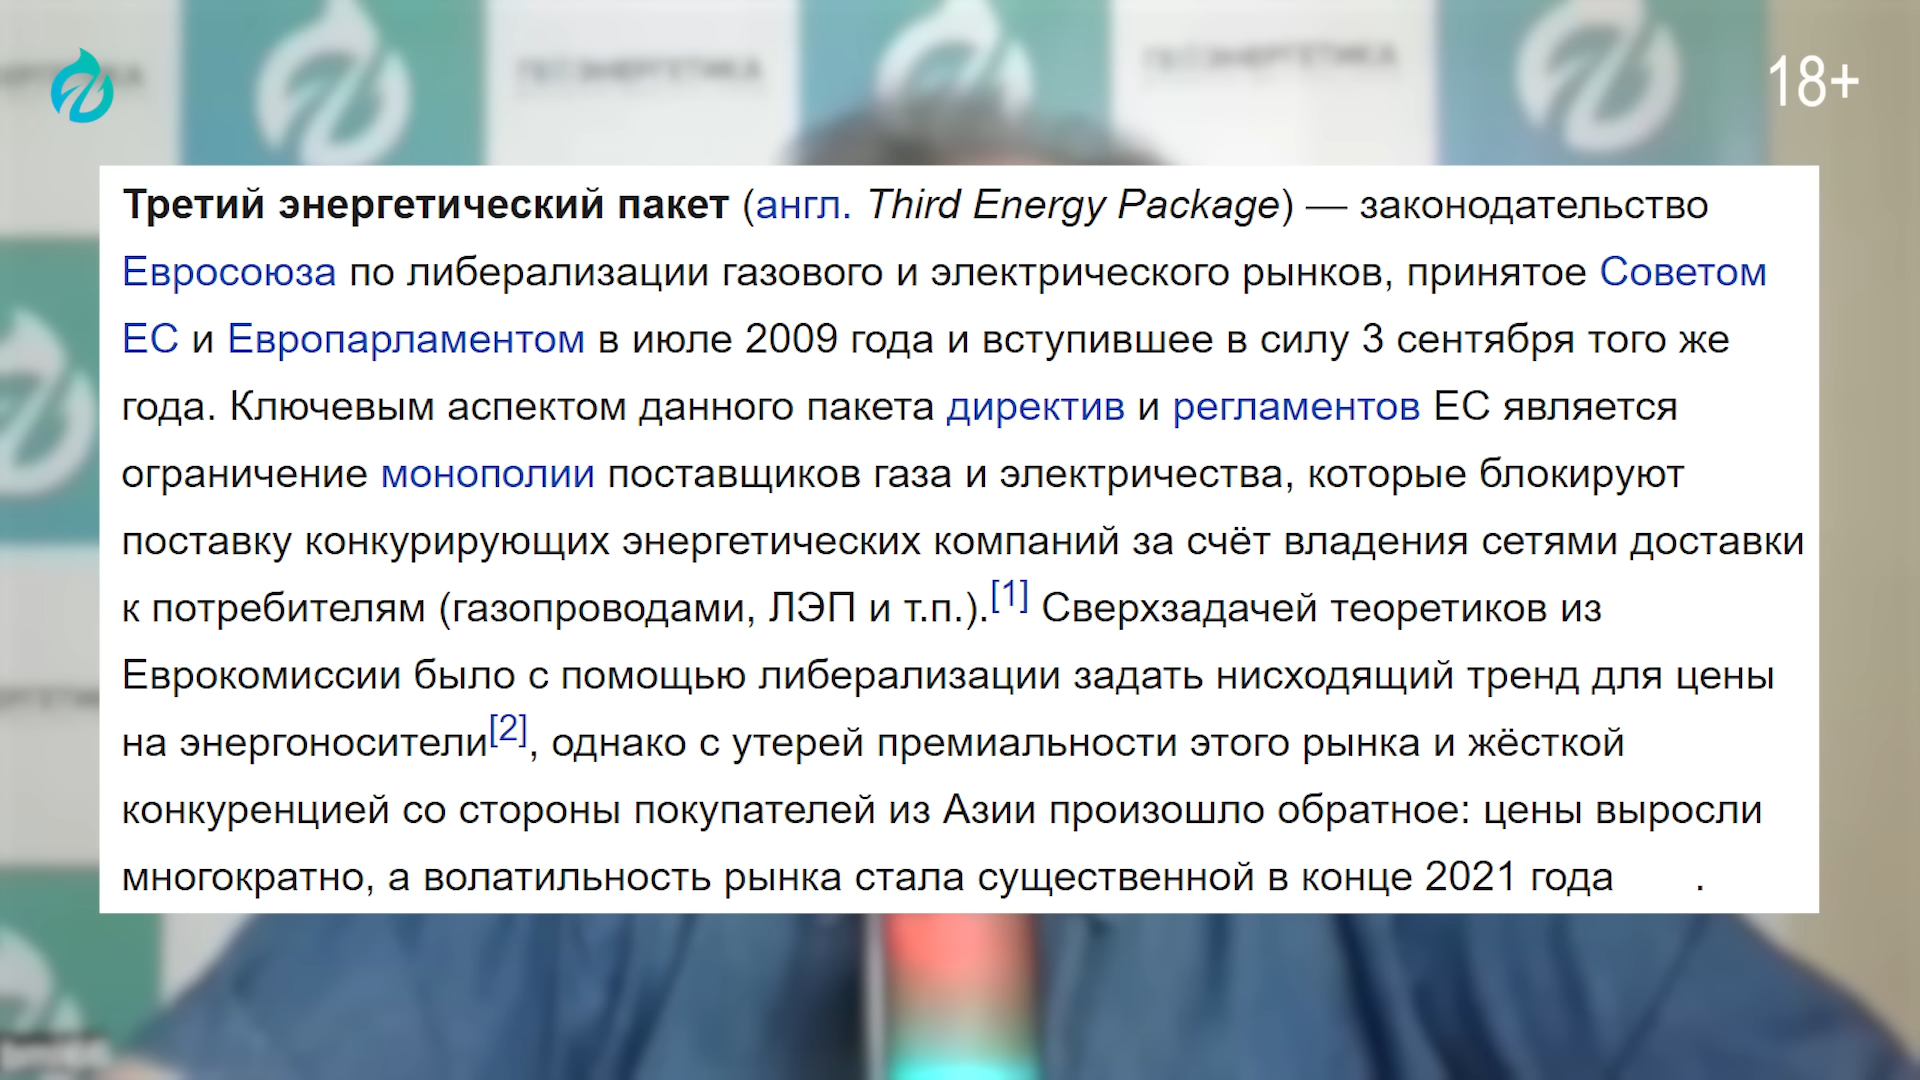 18+
Третий энергетический пакет (англ. Third Energy Package) — законодательство
Евросоюза по либерализации газового и электрического рынков, принятое Советом
ЕС и Европарламентом в июле 2009 года и вступившее в силу 3 сентября того же
года. Ключевым аспектом данного пакета директив и регламентов ЕС является
ограничение монополии поставщиков газа и электричества, которые блокируют
поставку конкурирующих энергетических компаний за счёт владения сетями доставки
к потребителям (газопроводами, ЛЭП и т.п.).[1] Сверхзадачей теоретиков из
Еврокомиссии было с помощью либерализации задать нисходящий тренд для цены
на энергоносители[2], однако с утерей премиальности этого рынка и жёсткой
конкуренцией со стороны покупателей из Азии произошло обратное: цены выросли
многократно, а волатильность рынка стала существенной в конце 2021 года .